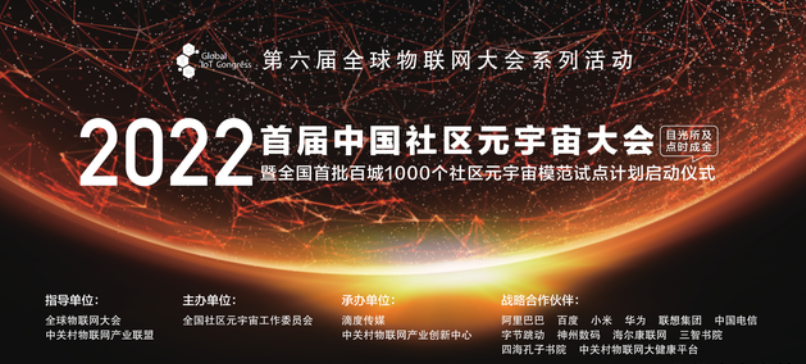 Global
IoT Congress
第六届全球物联网大会系列活动
2022首届中国社区元宇宙大会
目光所及
点时成金
暨全国首批百城1000个社区元宇宙模范试点计划启动仪式
指导单位：
全球物联网大会
中关村物联网产业联盟
主办单位：
全国社区元宇宙工作委员会
承办单位：
滴度传媒
中关村物联网产业创新中心
战略合作伙伴：
阿里巴巴 百度 小米 华为 联想集团 中国电信
字节跳动 神州数码 海尔康联网 三智书院
四海孔子书院 中关村物联网大健康平台